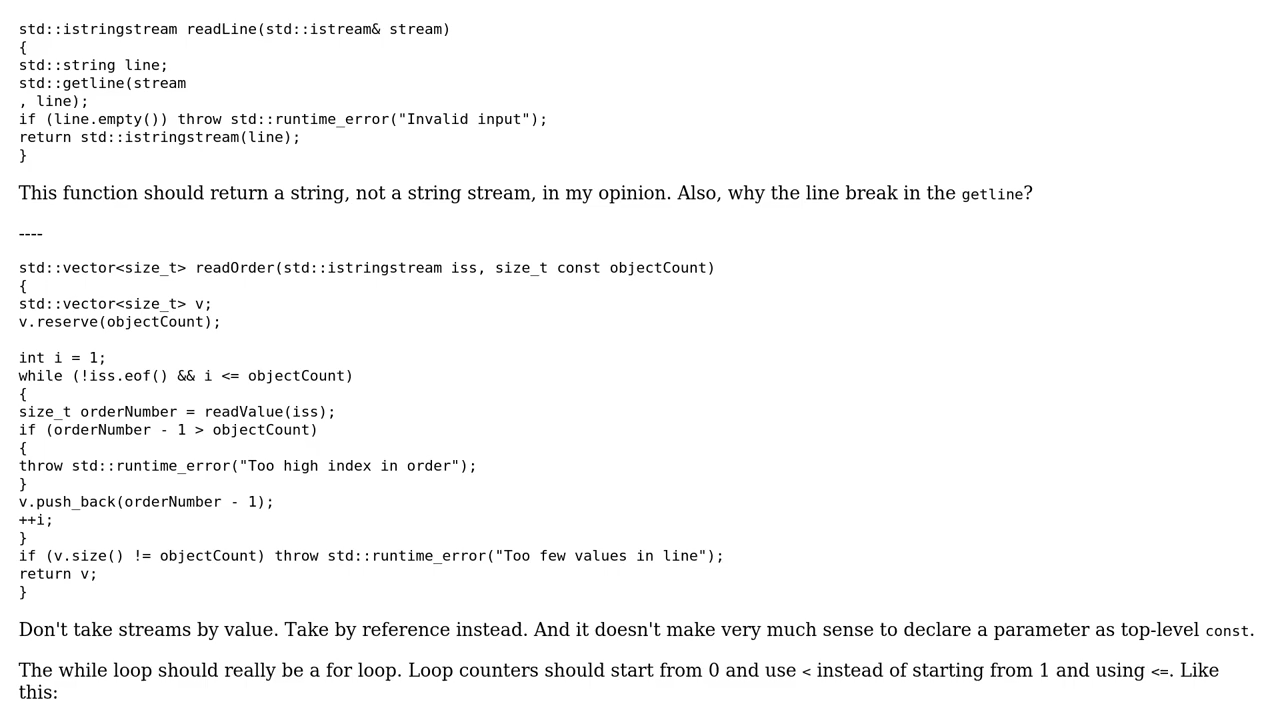 std::istringstream readLine(std::istream& stream)
{
std::string line;
std::getline(stream
, line);
if (line.empty()) throw std::runtime_error("Invalid input");
return std::istringstream(line);
}
This function should return a string, not a string stream, in my opinion. Also, why the line break in the getline?
----
std::vector<size_t> readOrder(std::istringstream iss, size_t const objectCount)
{
std::vector<size_t> v;
v.reserve(objectCount);
int i = 1;
while (!iss.eof() && i <= objectCount)
{
size_t orderNumber = readValue(iss);
if (orderNumber - 1 > objectCount)
{
throw std::runtime_error("Too high index in order");
}
v.push_back(orderNumber - 1);
++i;
}
if (v.size() != objectCount) throw std::runtime_error("Too few values in line");
return v;
}
Don't take streams by value. Take by reference instead. And it doesn't make very much sense to declare a parameter as top-level const.
The while loop should really be a for loop. Loop counters should start from 0 and use < instead of starting from 1 and using <=. Like
this: